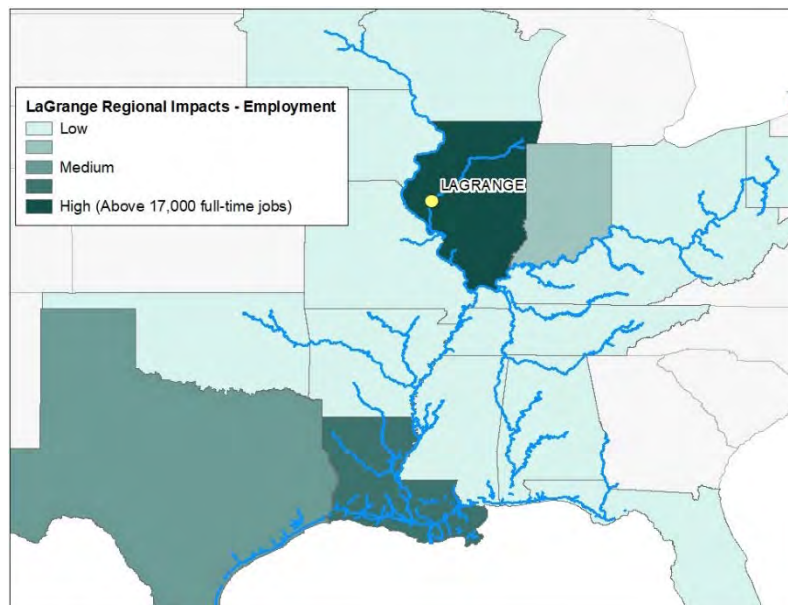 LaGrange Regional Impacts - Employment
Low
Medium
High (Above 17,000 full-time jobs)
LAGRANGE